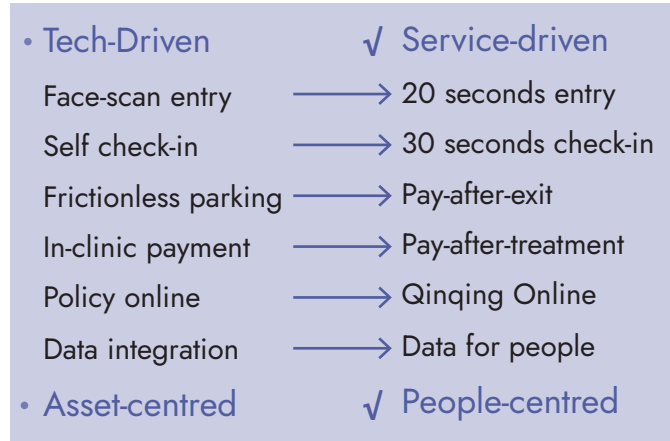 • Tech-Driven √ Service-driven
Face-scan entry → 20 seconds entry
Self check-in → 30 seconds check-in
Frictionless parking → Pay-after-exit
In-clinic payment → Pay-after-treatment
Policy online → Qinqing Online
Data integration → Data for people
• Asset-centred √ People-centred